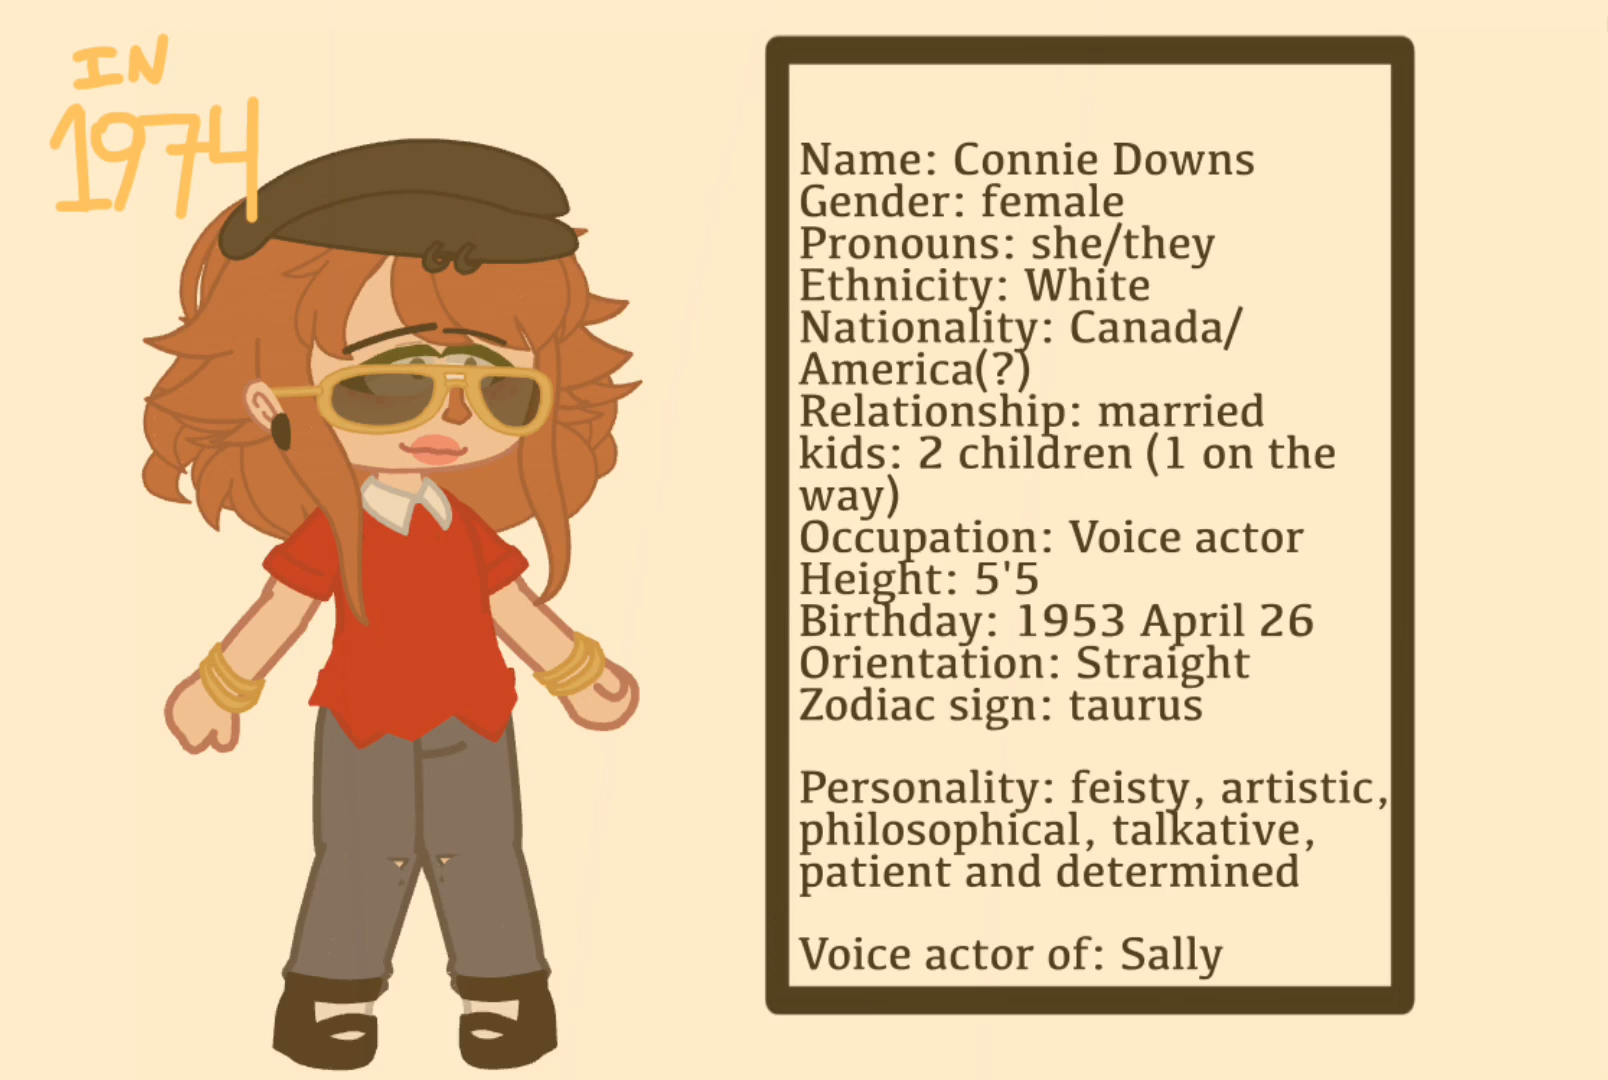 IN
1974
Name: Connie Downs
Gender: female
Pronouns: she/they
Ethnicity: White
Nationality: Canada/
America(?)
Relationship: married
kids: 2 children (1 on the
way)
Occupation: Voice actor
Height: 5'5
Birthday: 1953 April 26
Orientation: Straight
Zodiac sign: taurus
Personality: feisty, artistic,
philosophical, talkative,
patient and determined
Voice actor of: Sally